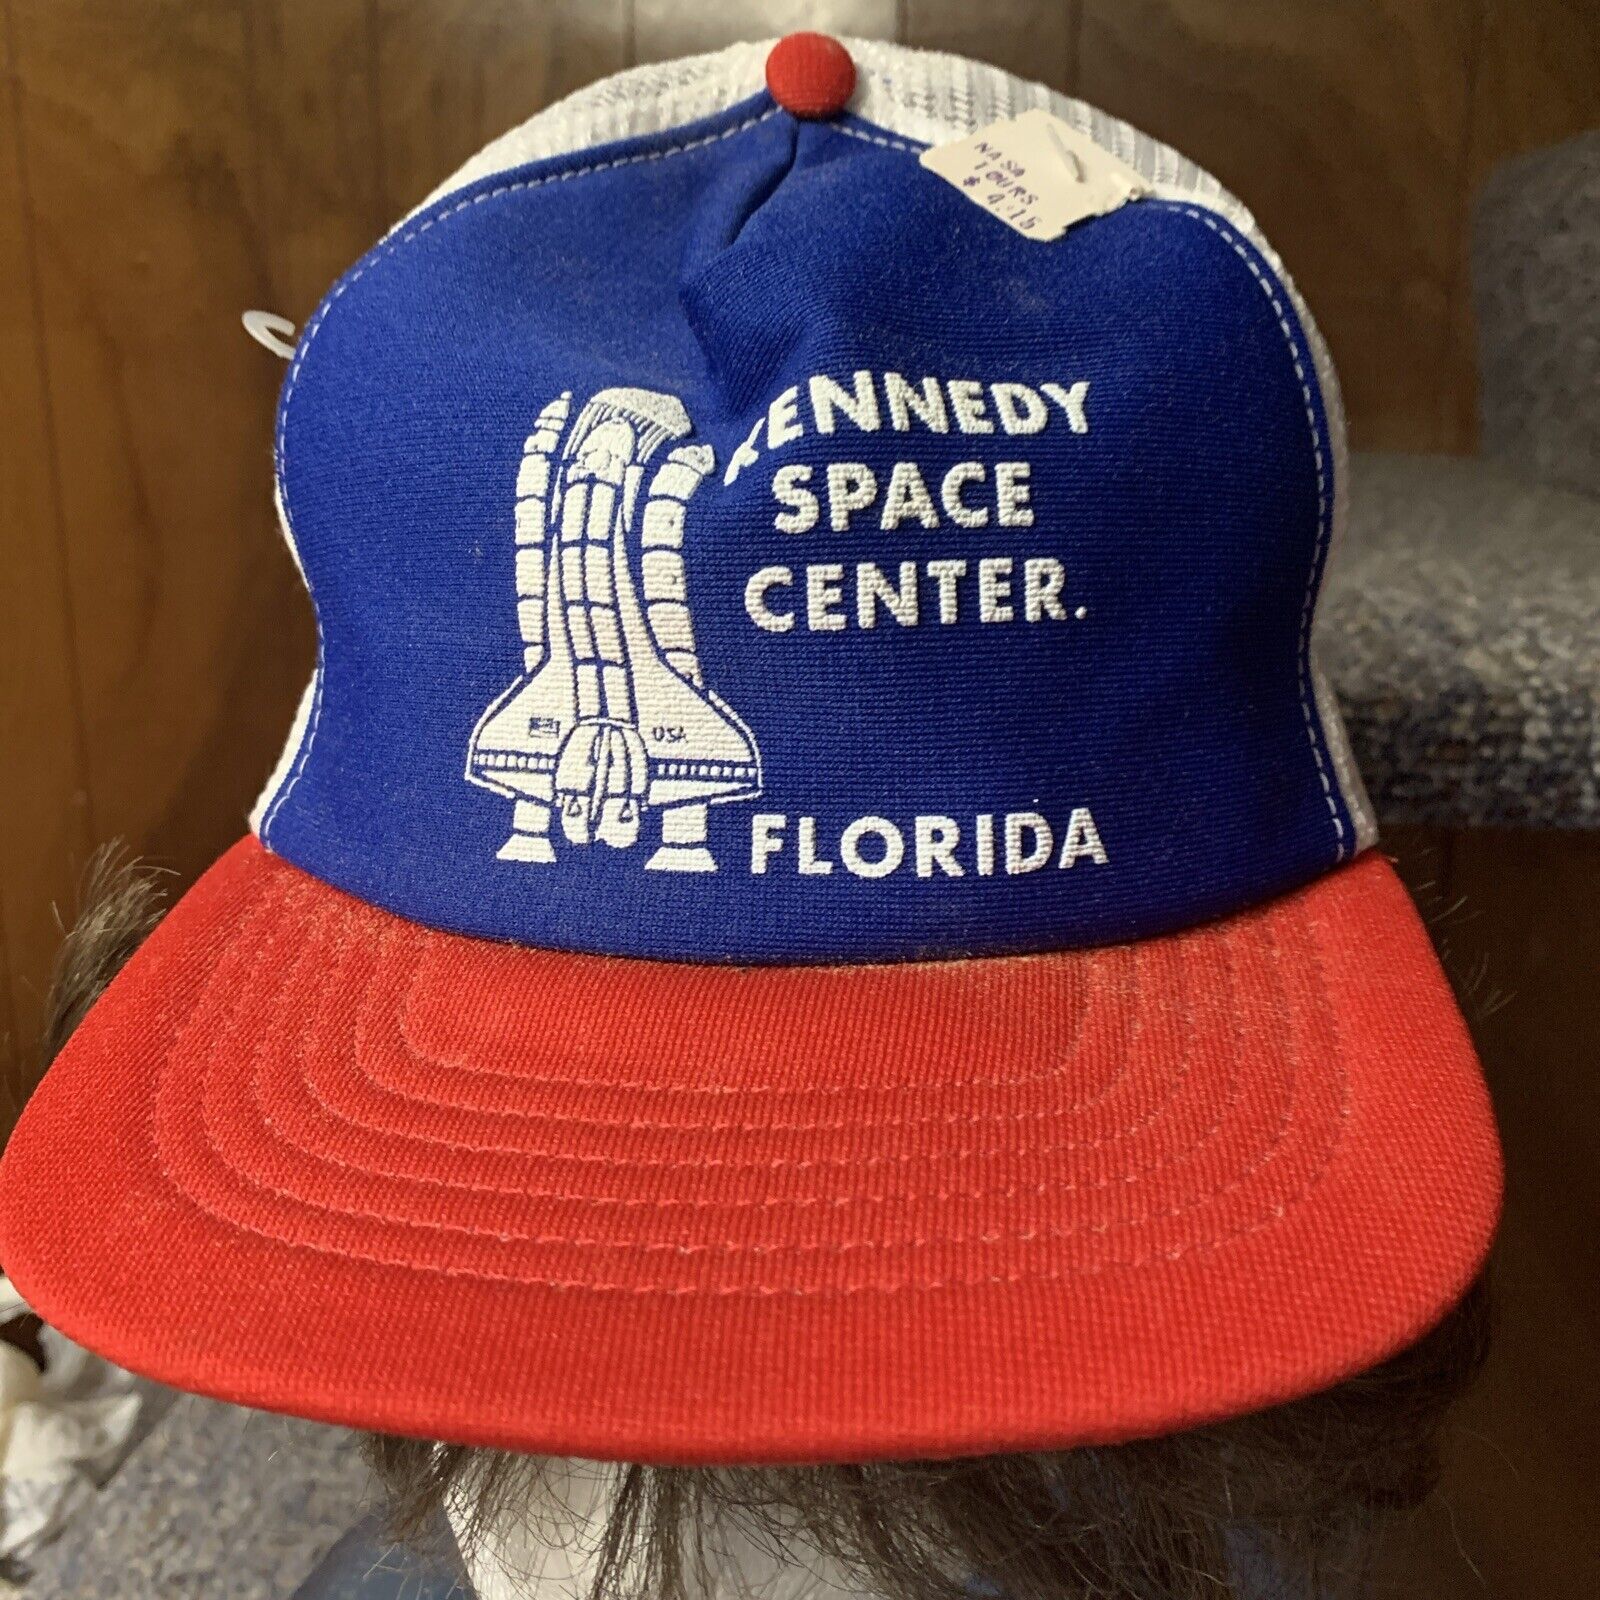 NASA
TOURS
$ 4.15
KENNEDY
SPACE
CENTER.
USA
FLORIDA